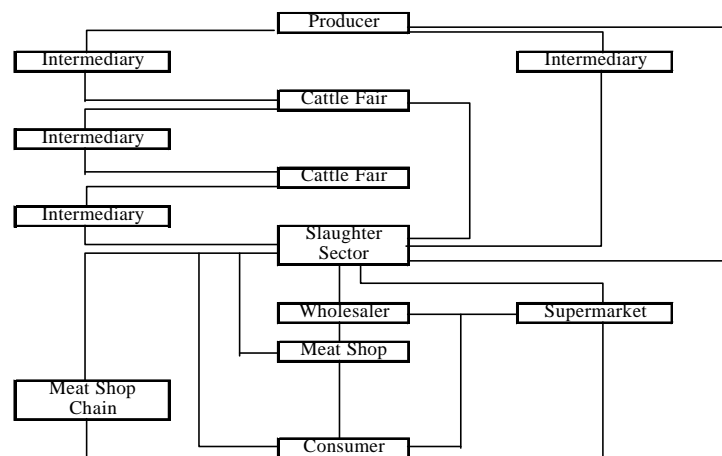 Producer
Intermediary
Intermediary
Cattle Fair
Intermediary
Cattle Fair
Intermediary
Slaughter
Sector
Wholesaler
Supermarket
Meat Shop
Meat Shop
Chain
Consumer